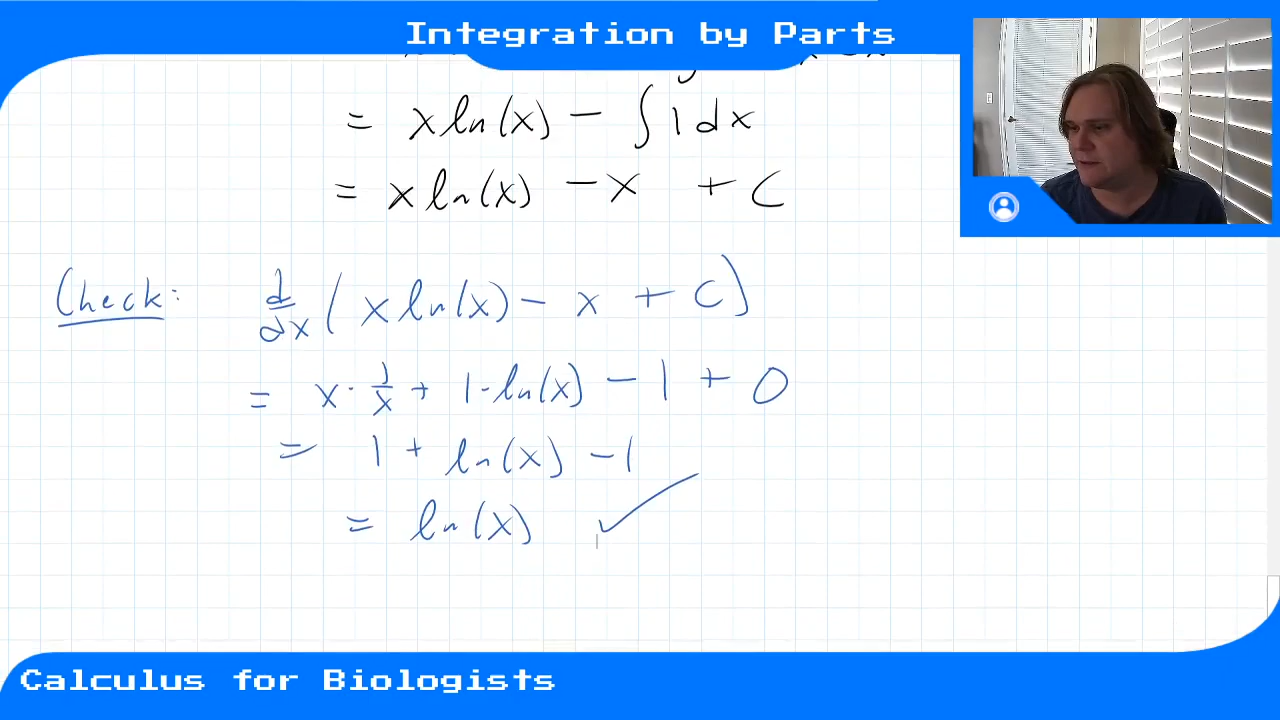 Integration by Parts
= x ln(x) − ∫ 1 dx
= x ln(x) − x + C
Check: d/dx ( x ln(x) − x + C )
= x · 1/x + 1 · ln(x) − 1 + 0
= 1 + ln(x) − 1
= ln(x) ✓
Calculus for Biologists